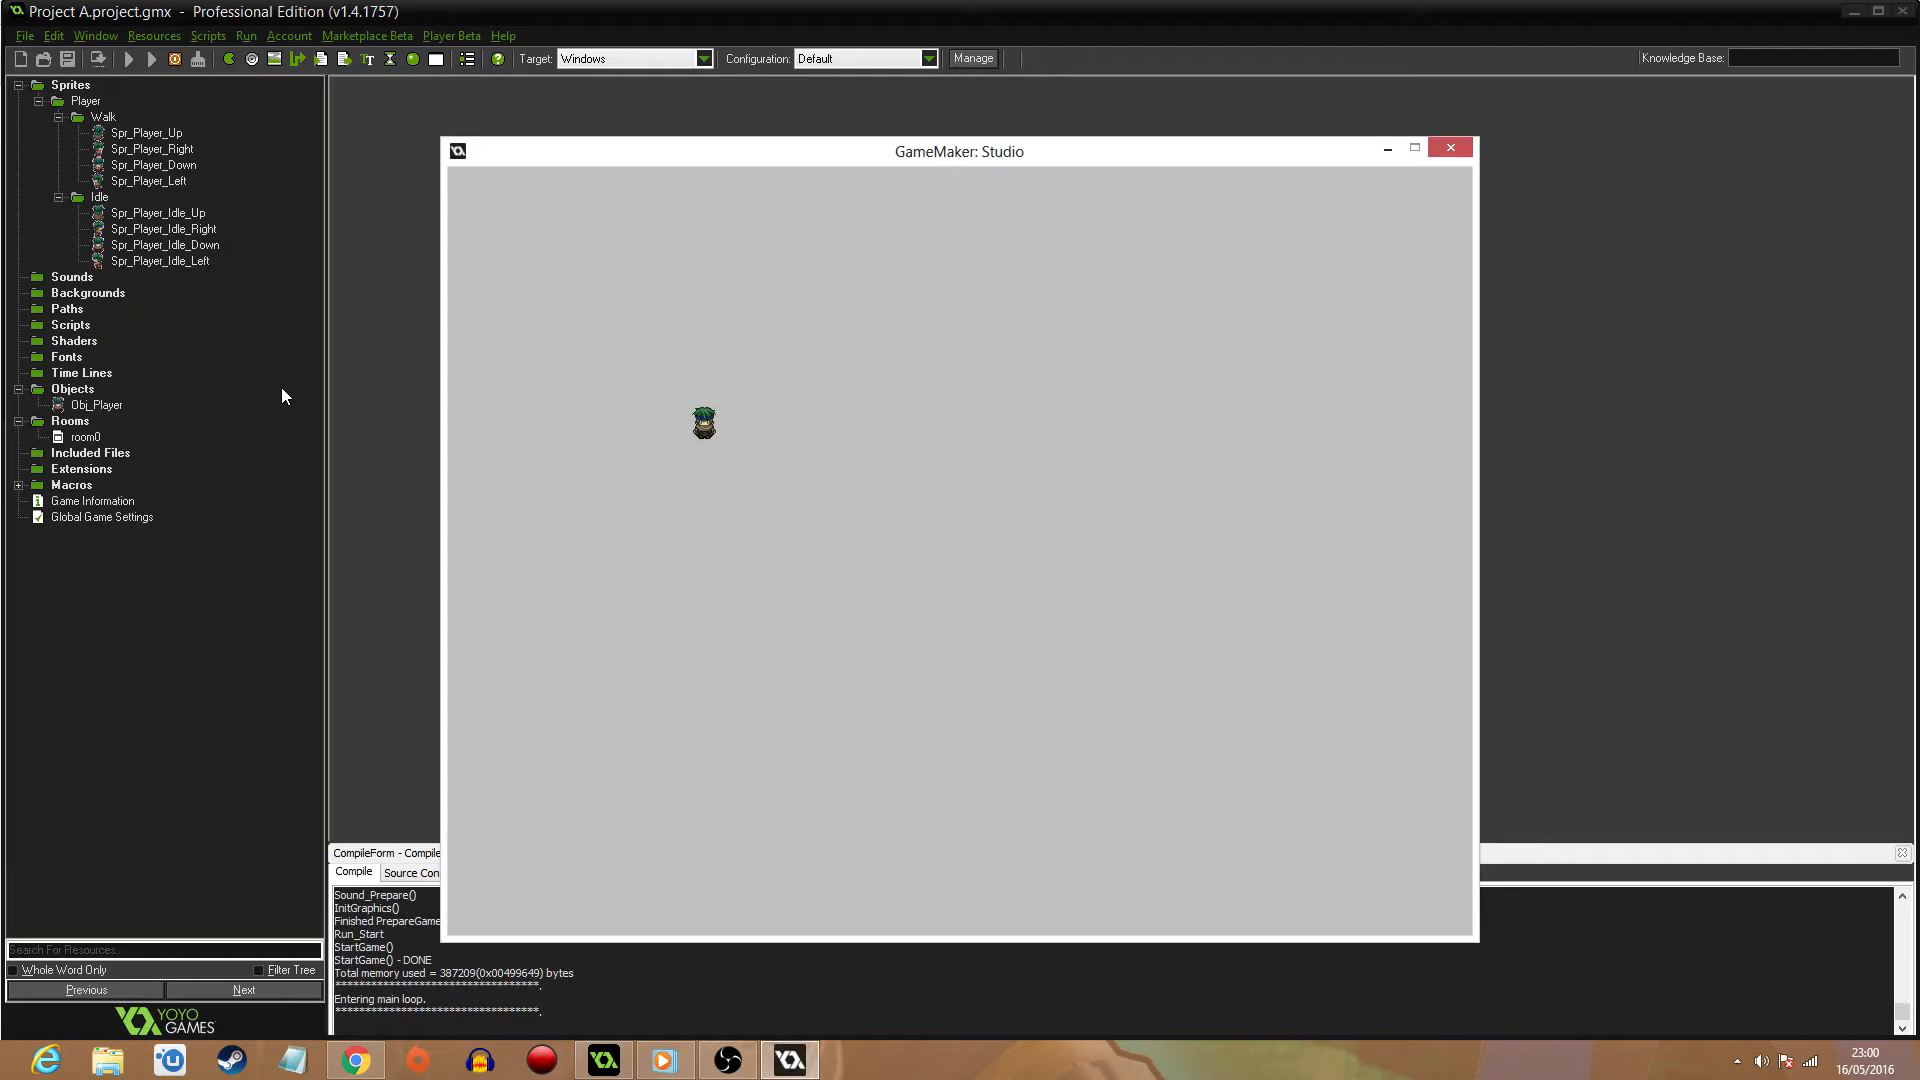 Project A.project.gmx - Professional Edition (v1.4.1757)
File Edit Window Resources Scripts Run Account Marketplace Beta Player Beta Help
Target: Windows Configuration: Default Manage Knowledge Base:
Sprites
Player
Walk
Spr_Player_Up
Spr_Player_Right
Spr_Player_Down
Spr_Player_Left
Idle
Spr_Player_Idle_Up
Spr_Player_Idle_Right
Spr_Player_Idle_Down
Spr_Player_Idle_Left
Sounds
Backgrounds
Paths
Scripts
Shaders
Fonts
Time Lines
Objects
Obj_Player
Rooms
room0
Included Files
Extensions
Macros
Game Information
Global Game Settings
Search For Resources...
Whole Word Only Filter Tree
Previous Next
YOYO
GAMES
GameMaker: Studio
CompileForm - Compile
Compile Source Con
Sound_Prepare()
InitGraphics()
Finished PrepareGame
Run_Start
StartGame()
StartGame() - DONE
Total memory used = 387209(0x00499649) bytes
***********************************.
Entering main loop.
***********************************.
23:00
16/05/2016